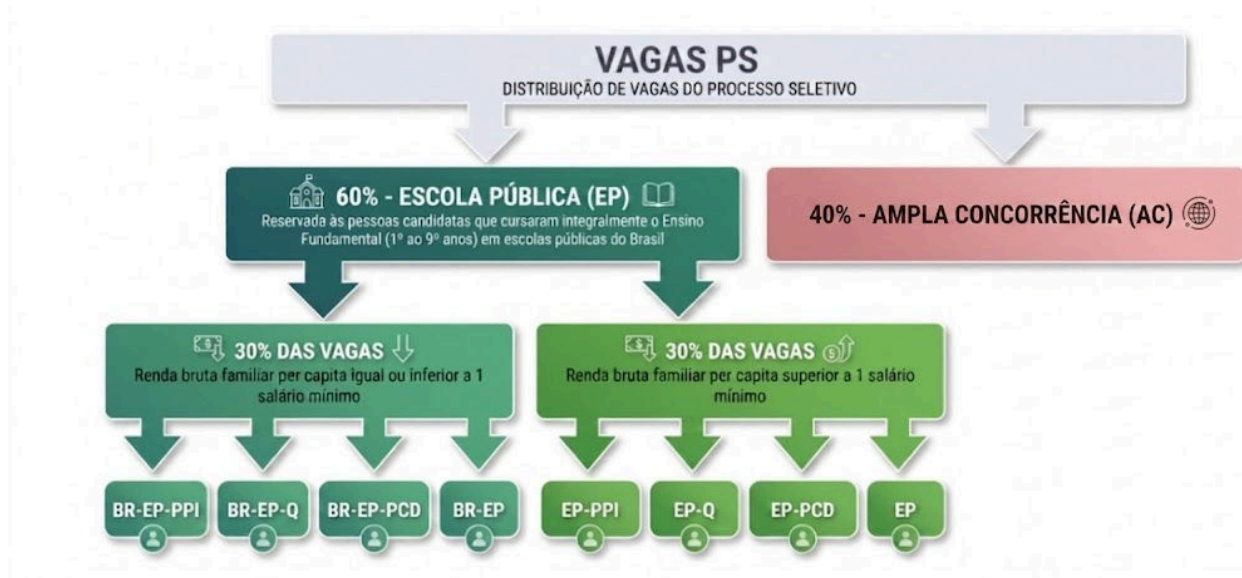 VAGAS PS
DISTRIBUIÇÃO DE VAGAS DO PROCESSO SELETIVO
60% - ESCOLA PÚBLICA (EP)
Reservada às pessoas candidatas que cursaram integralmente o Ensino
Fundamental (1º ao 9º anos) em escolas públicas do Brasil
40% - AMPLA CONCORRÊNCIA (AC)
30% DAS VAGAS
Renda bruta familiar per capita igual ou inferior a 1
salário mínimo
30% DAS VAGAS
Renda bruta familiar per capita superior a 1 salário
mínimo
BR-EP-PPI
BR-EP-Q
BR-EP-PCD
BR-EP
EP-PPI
EP-Q
EP-PCD
EP